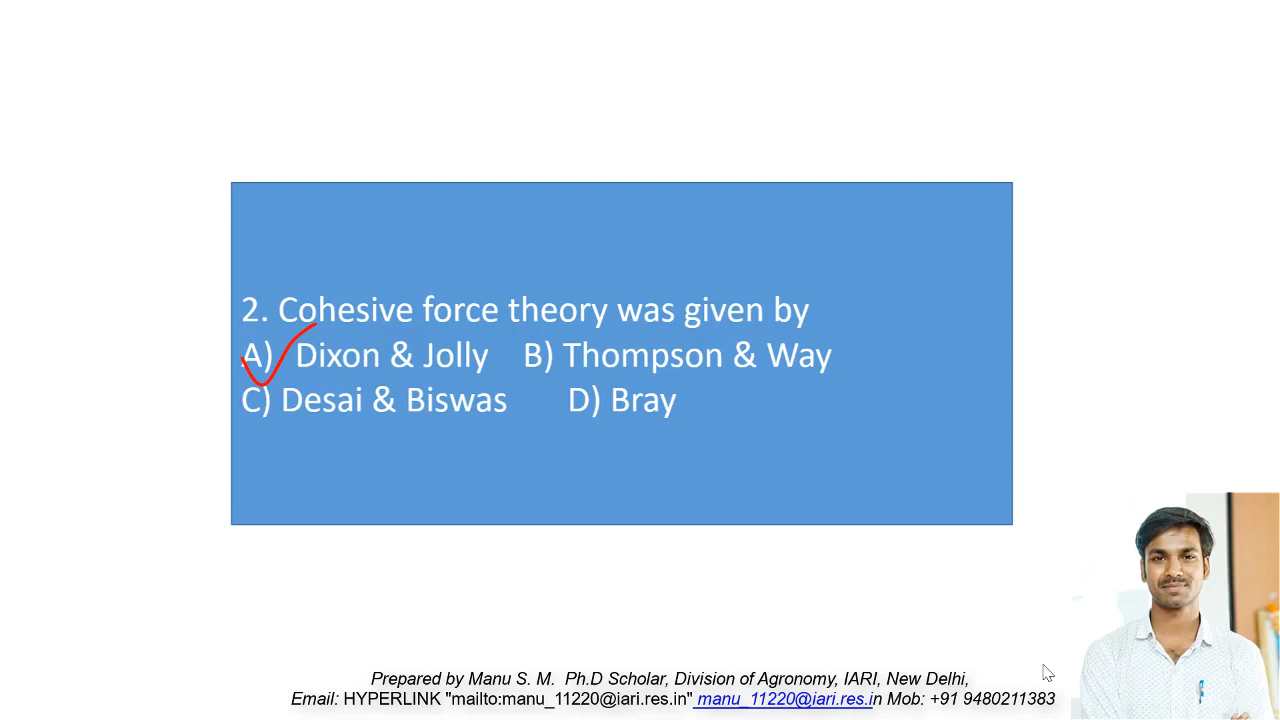 2. Cohesive force theory was given by
A) Dixon & Jolly B) Thompson & Way
C) Desai & Biswas D) Bray
Prepared by Manu S. M. Ph.D Scholar, Division of Agronomy, IARI, New Delhi,
Email: HYPERLINK "mailto:manu_11220@iari.res.in" manu_11220@iari.res.in Mob: +91 9480211383